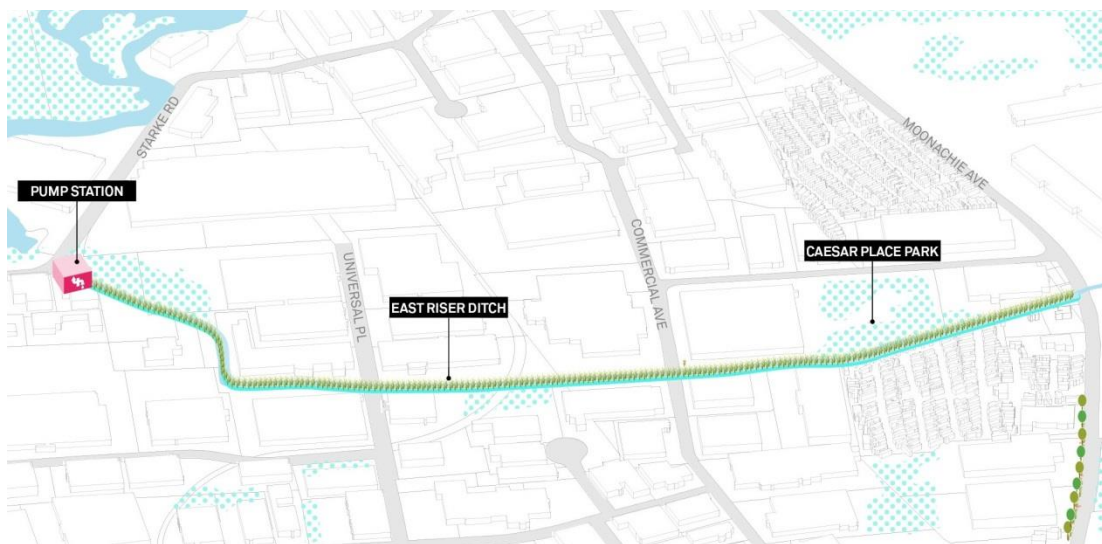 STARKE RD
MOONACHIE AVE
PUMP STATION
UNIVERSAL PL
COMMERCIAL AVE
CAESAR PLACE PARK
EAST RISER DITCH